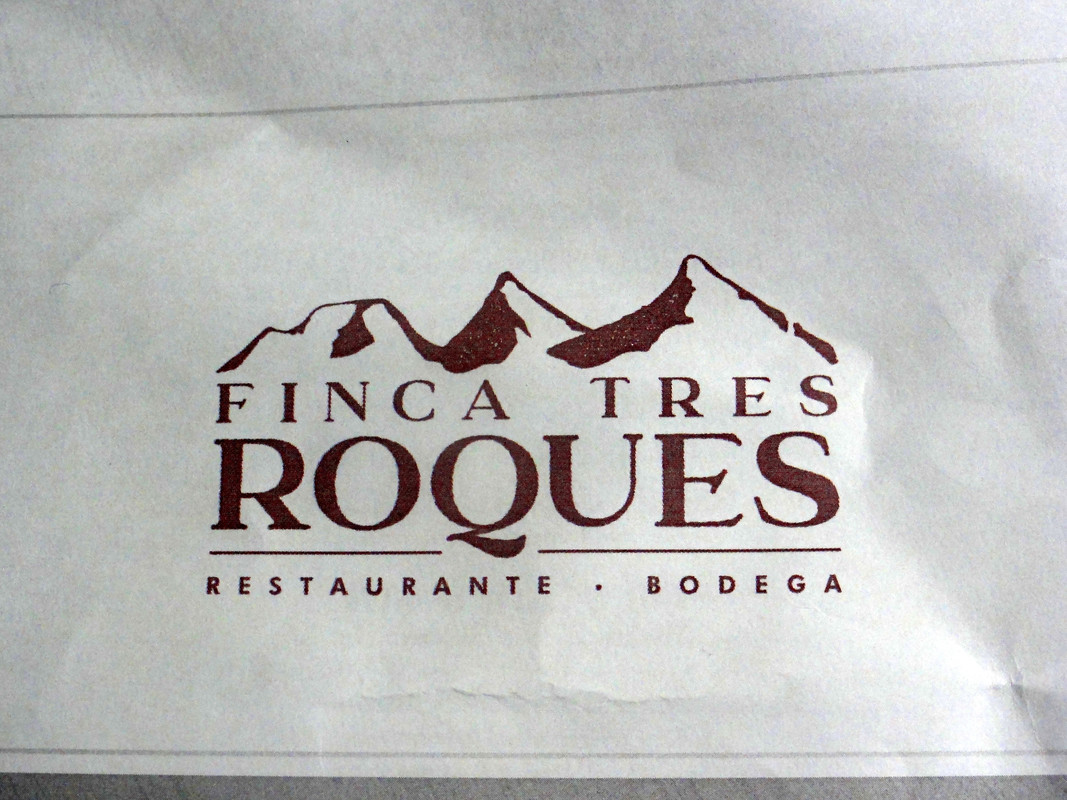 FINCA TRES
ROQUES
RESTAURANTE · BODEGA